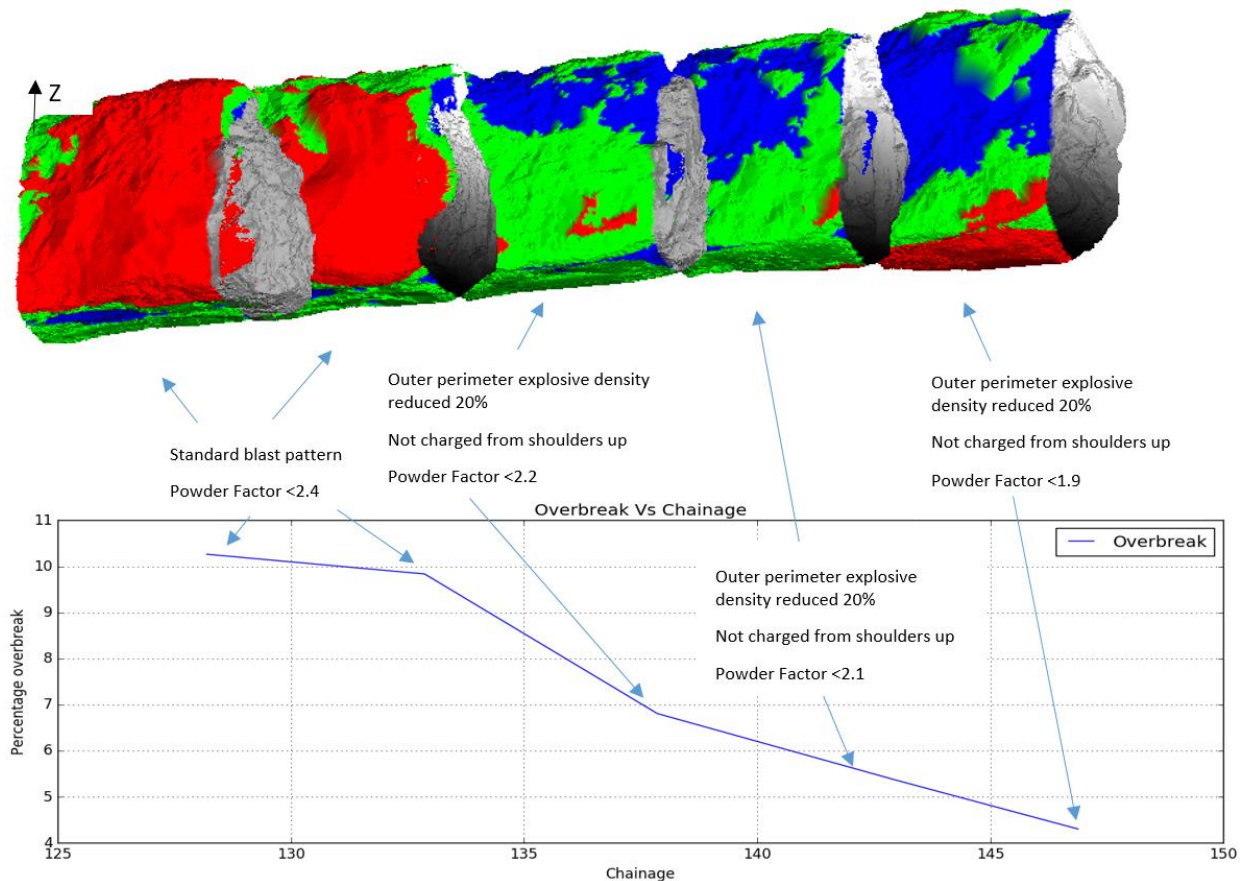 Z
Outer perimeter explosive density
reduced 20%
Not charged from shoulders up
Powder Factor <2.2
Outer perimeter explosive
density reduced 20%
Not charged from shoulders up
Powder Factor <1.9
Standard blast pattern
Powder Factor <2.4
Overbreak Vs Chainage
Overbreak
Outer perimeter explosive
density reduced 20%
Not charged from shoulders up
Powder Factor <2.1
Percentage overbreak
11
10
9
8
7
6
5
4
125
130
135
140
145
150
Chainage